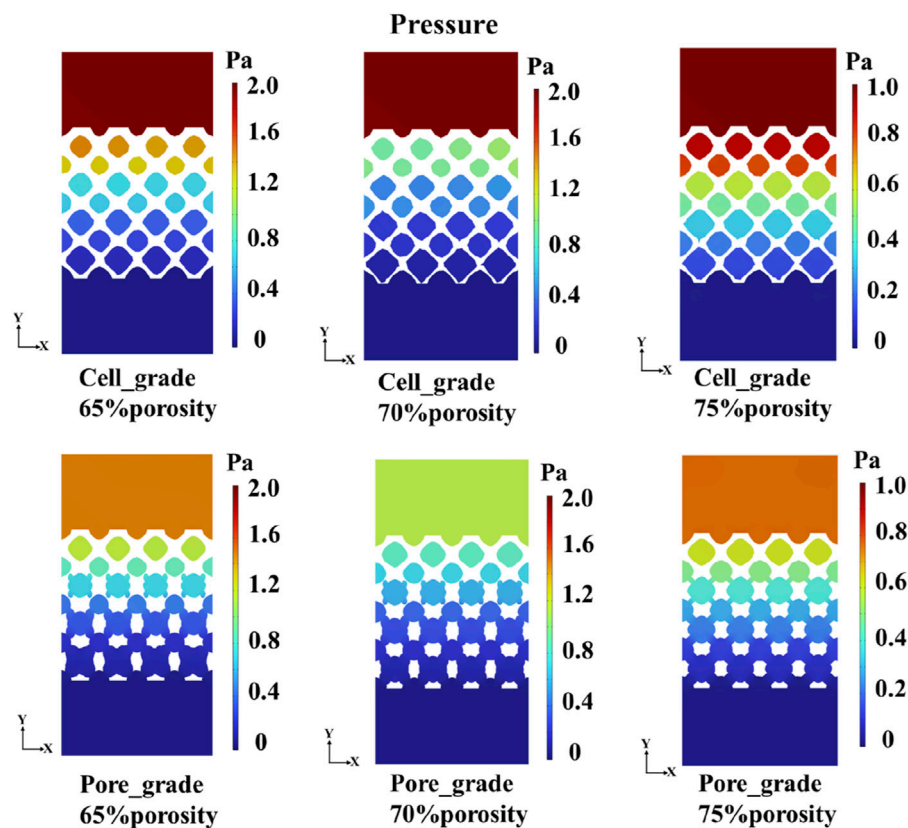 Pressure
Pa
2.0
1.6
1.2
0.8
0.4
0
Y
X
Cell_grade
65%porosity
Pa
2.0
1.6
1.2
0.8
0.4
0
Y
X
Cell_grade
70%porosity
Pa
1.0
0.8
0.6
0.4
0.2
0
Y
X
Cell_grade
75%porosity
Pa
2.0
1.6
1.2
0.8
0.4
0
Y
X
Pore_grade
65%porosity
Pa
2.0
1.6
1.2
0.8
0.4
0
Y
X
Pore_grade
70%porosity
Pa
1.0
0.8
0.6
0.4
0.2
0
Y
X
Pore_grade
75%porosity